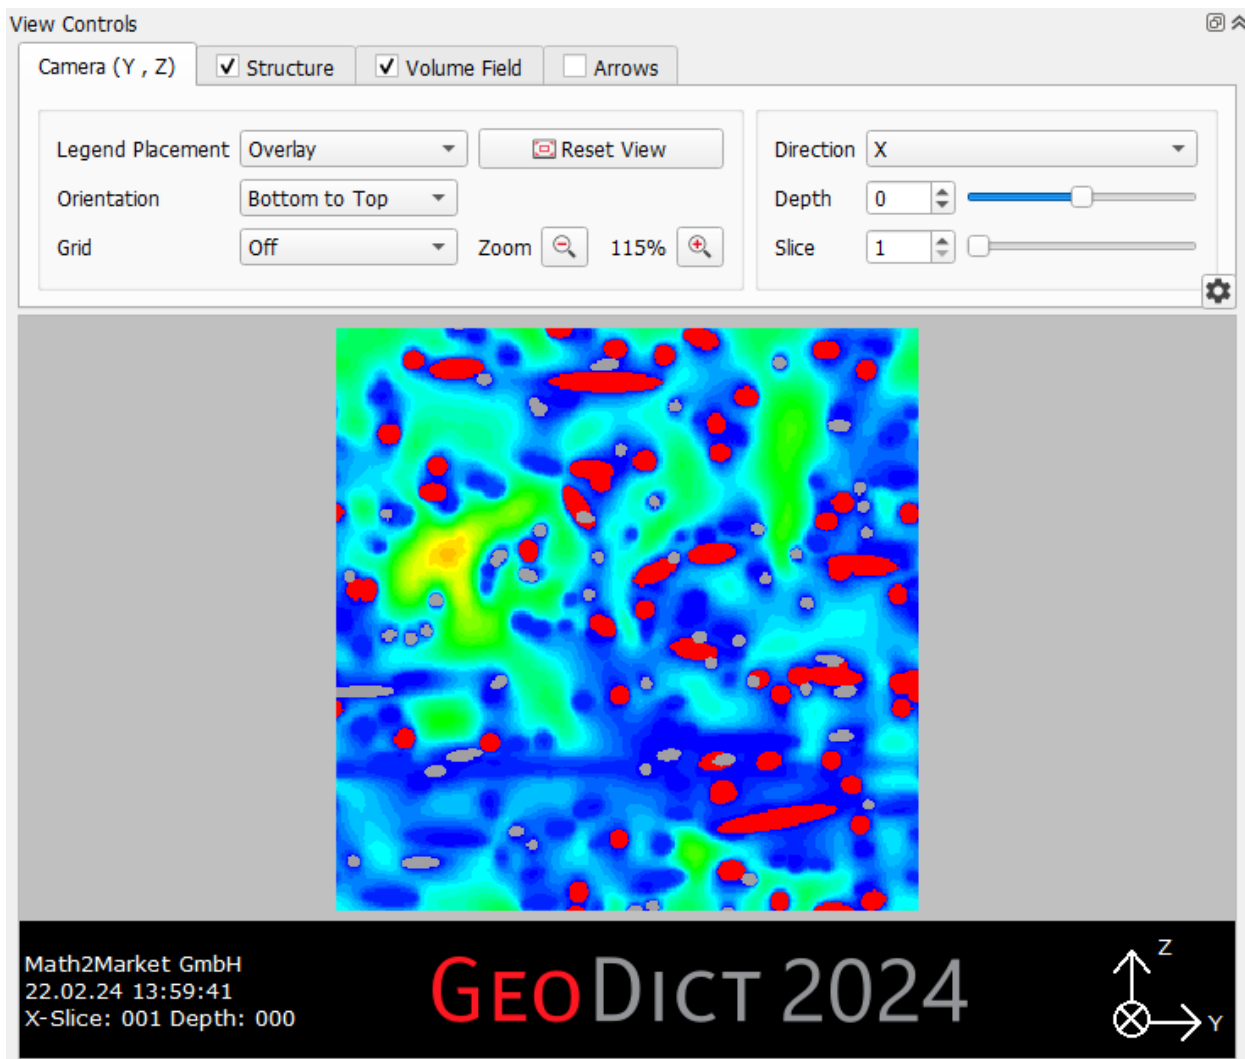 View Controls
Camera (Y , Z) Structure Volume Field Arrows
Legend Placement Overlay Reset View Direction X
Orientation Bottom to Top Depth 0
Grid Off Zoom 115% Slice 1
Math2Market GmbH
22.02.24 13:59:41
X-Slice: 001 Depth: 000
GEODICT 2024
Z
Y